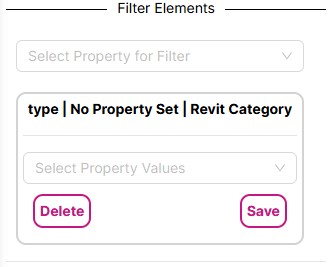 Filter Elements
Select Property for Filter
type | No Property Set | Revit Category
Select Property Values
Delete Save